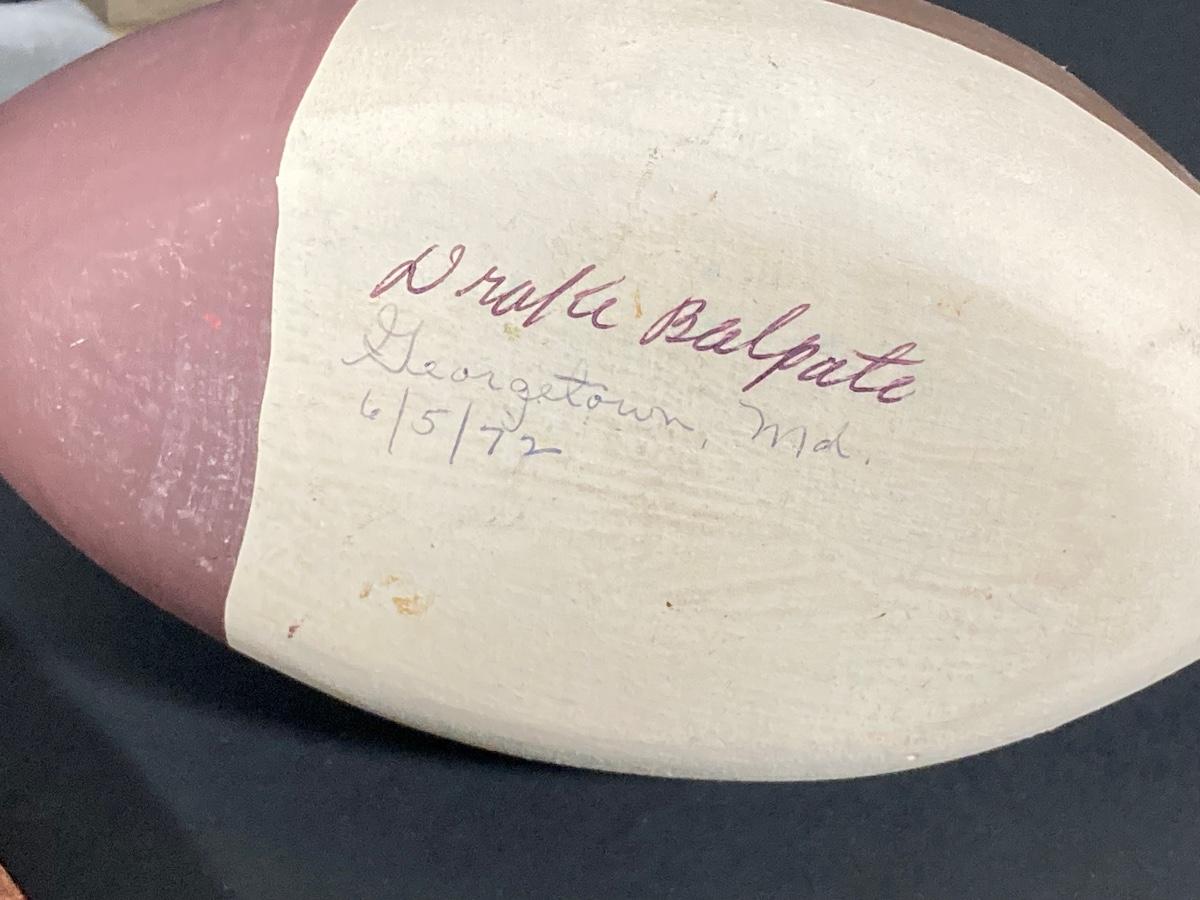 Drake Balpate
Georgetown, Md.
6/5/72